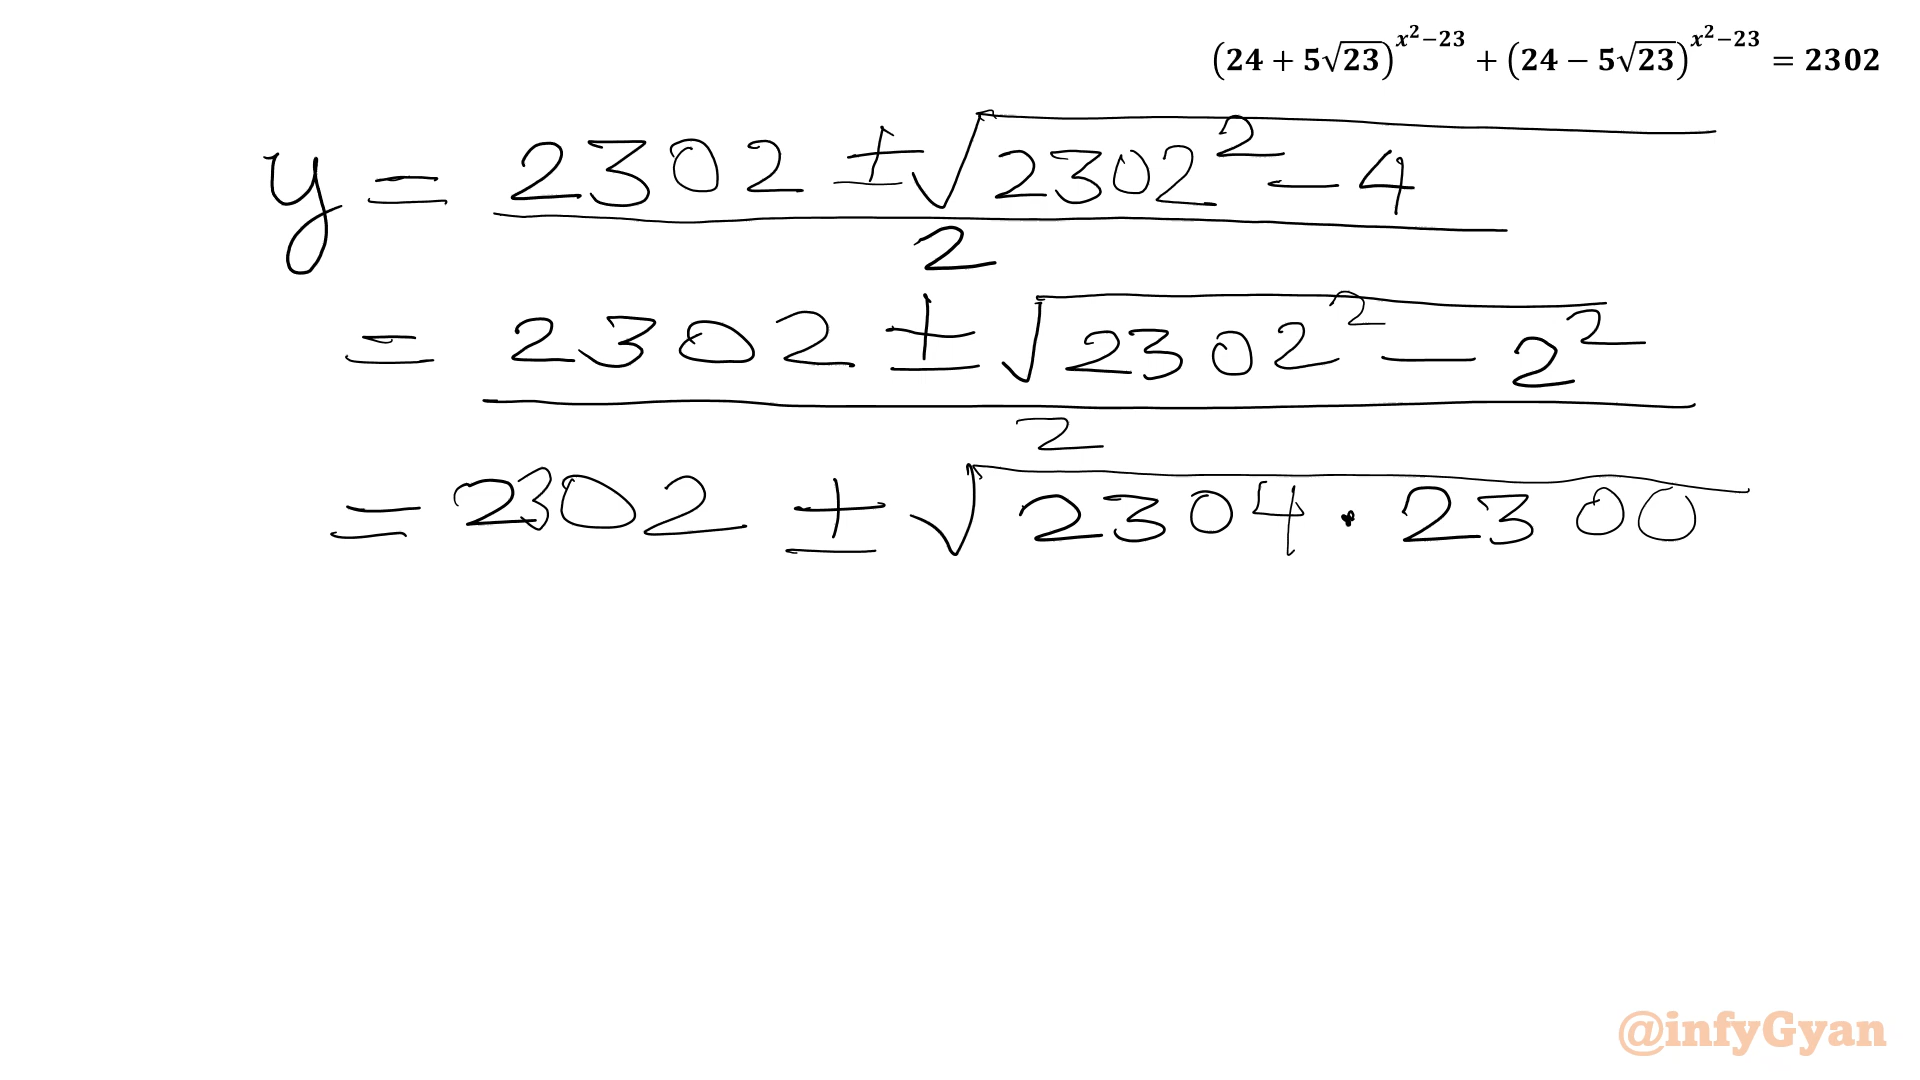 (24 + 5√23)^(x²−23) + (24 − 5√23)^(x²−23) = 2302
y = 2302 ± √2302² − 4
2
= 2302 ± √2302² − 2²
2
= 2302 ± √2304 · 2300
@infyGyan